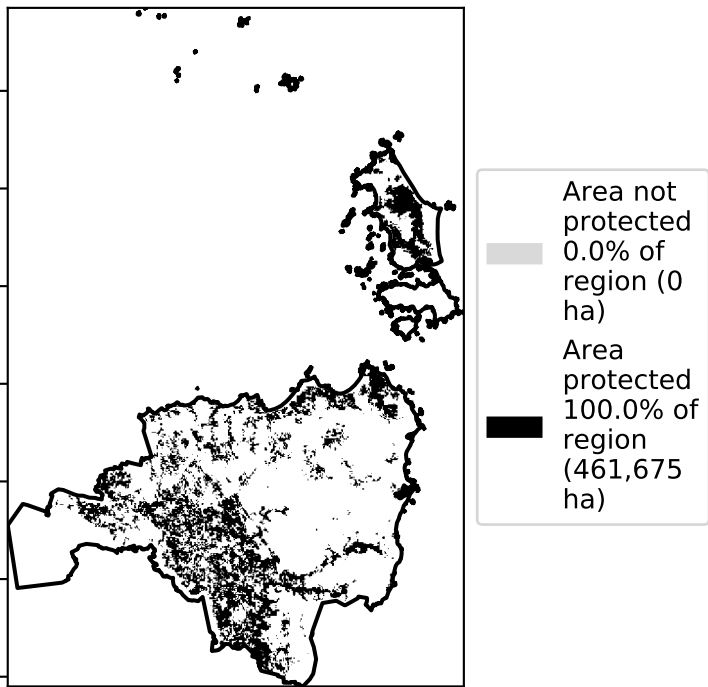 Area not
protected
0.0% of
region (0
ha)
Area
protected
100.0% of
region
(461,675
ha)